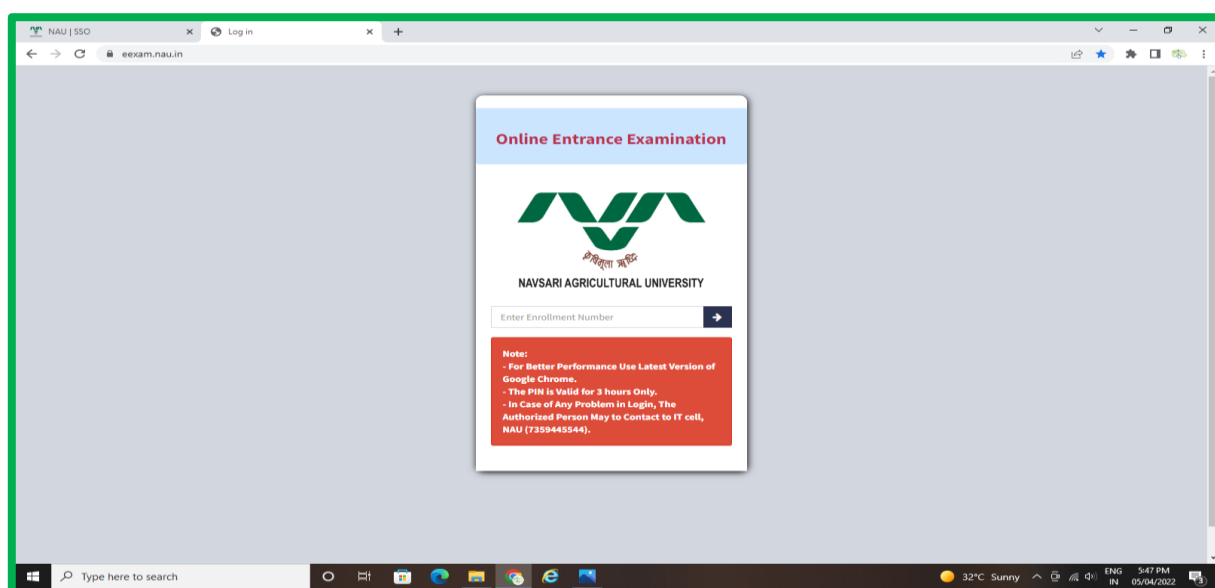 NAU | SSO
Log in
eexam.nau.in
Online Entrance Examination
कृषिमूला ऋद्धिः
NAVSARI AGRICULTURAL UNIVERSITY
Enter Enrollment Number
Note:
- For Better Performance Use Latest Version of
Google Chrome.
- The PIN is Valid for 3 hours Only.
- In Case of Any Problem in Login, The
Authorized Person May to Contact to IT cell,
NAU (7359445544).
Type here to search
32°C Sunny
ENG
IN
5:47 PM
05/04/2022
3